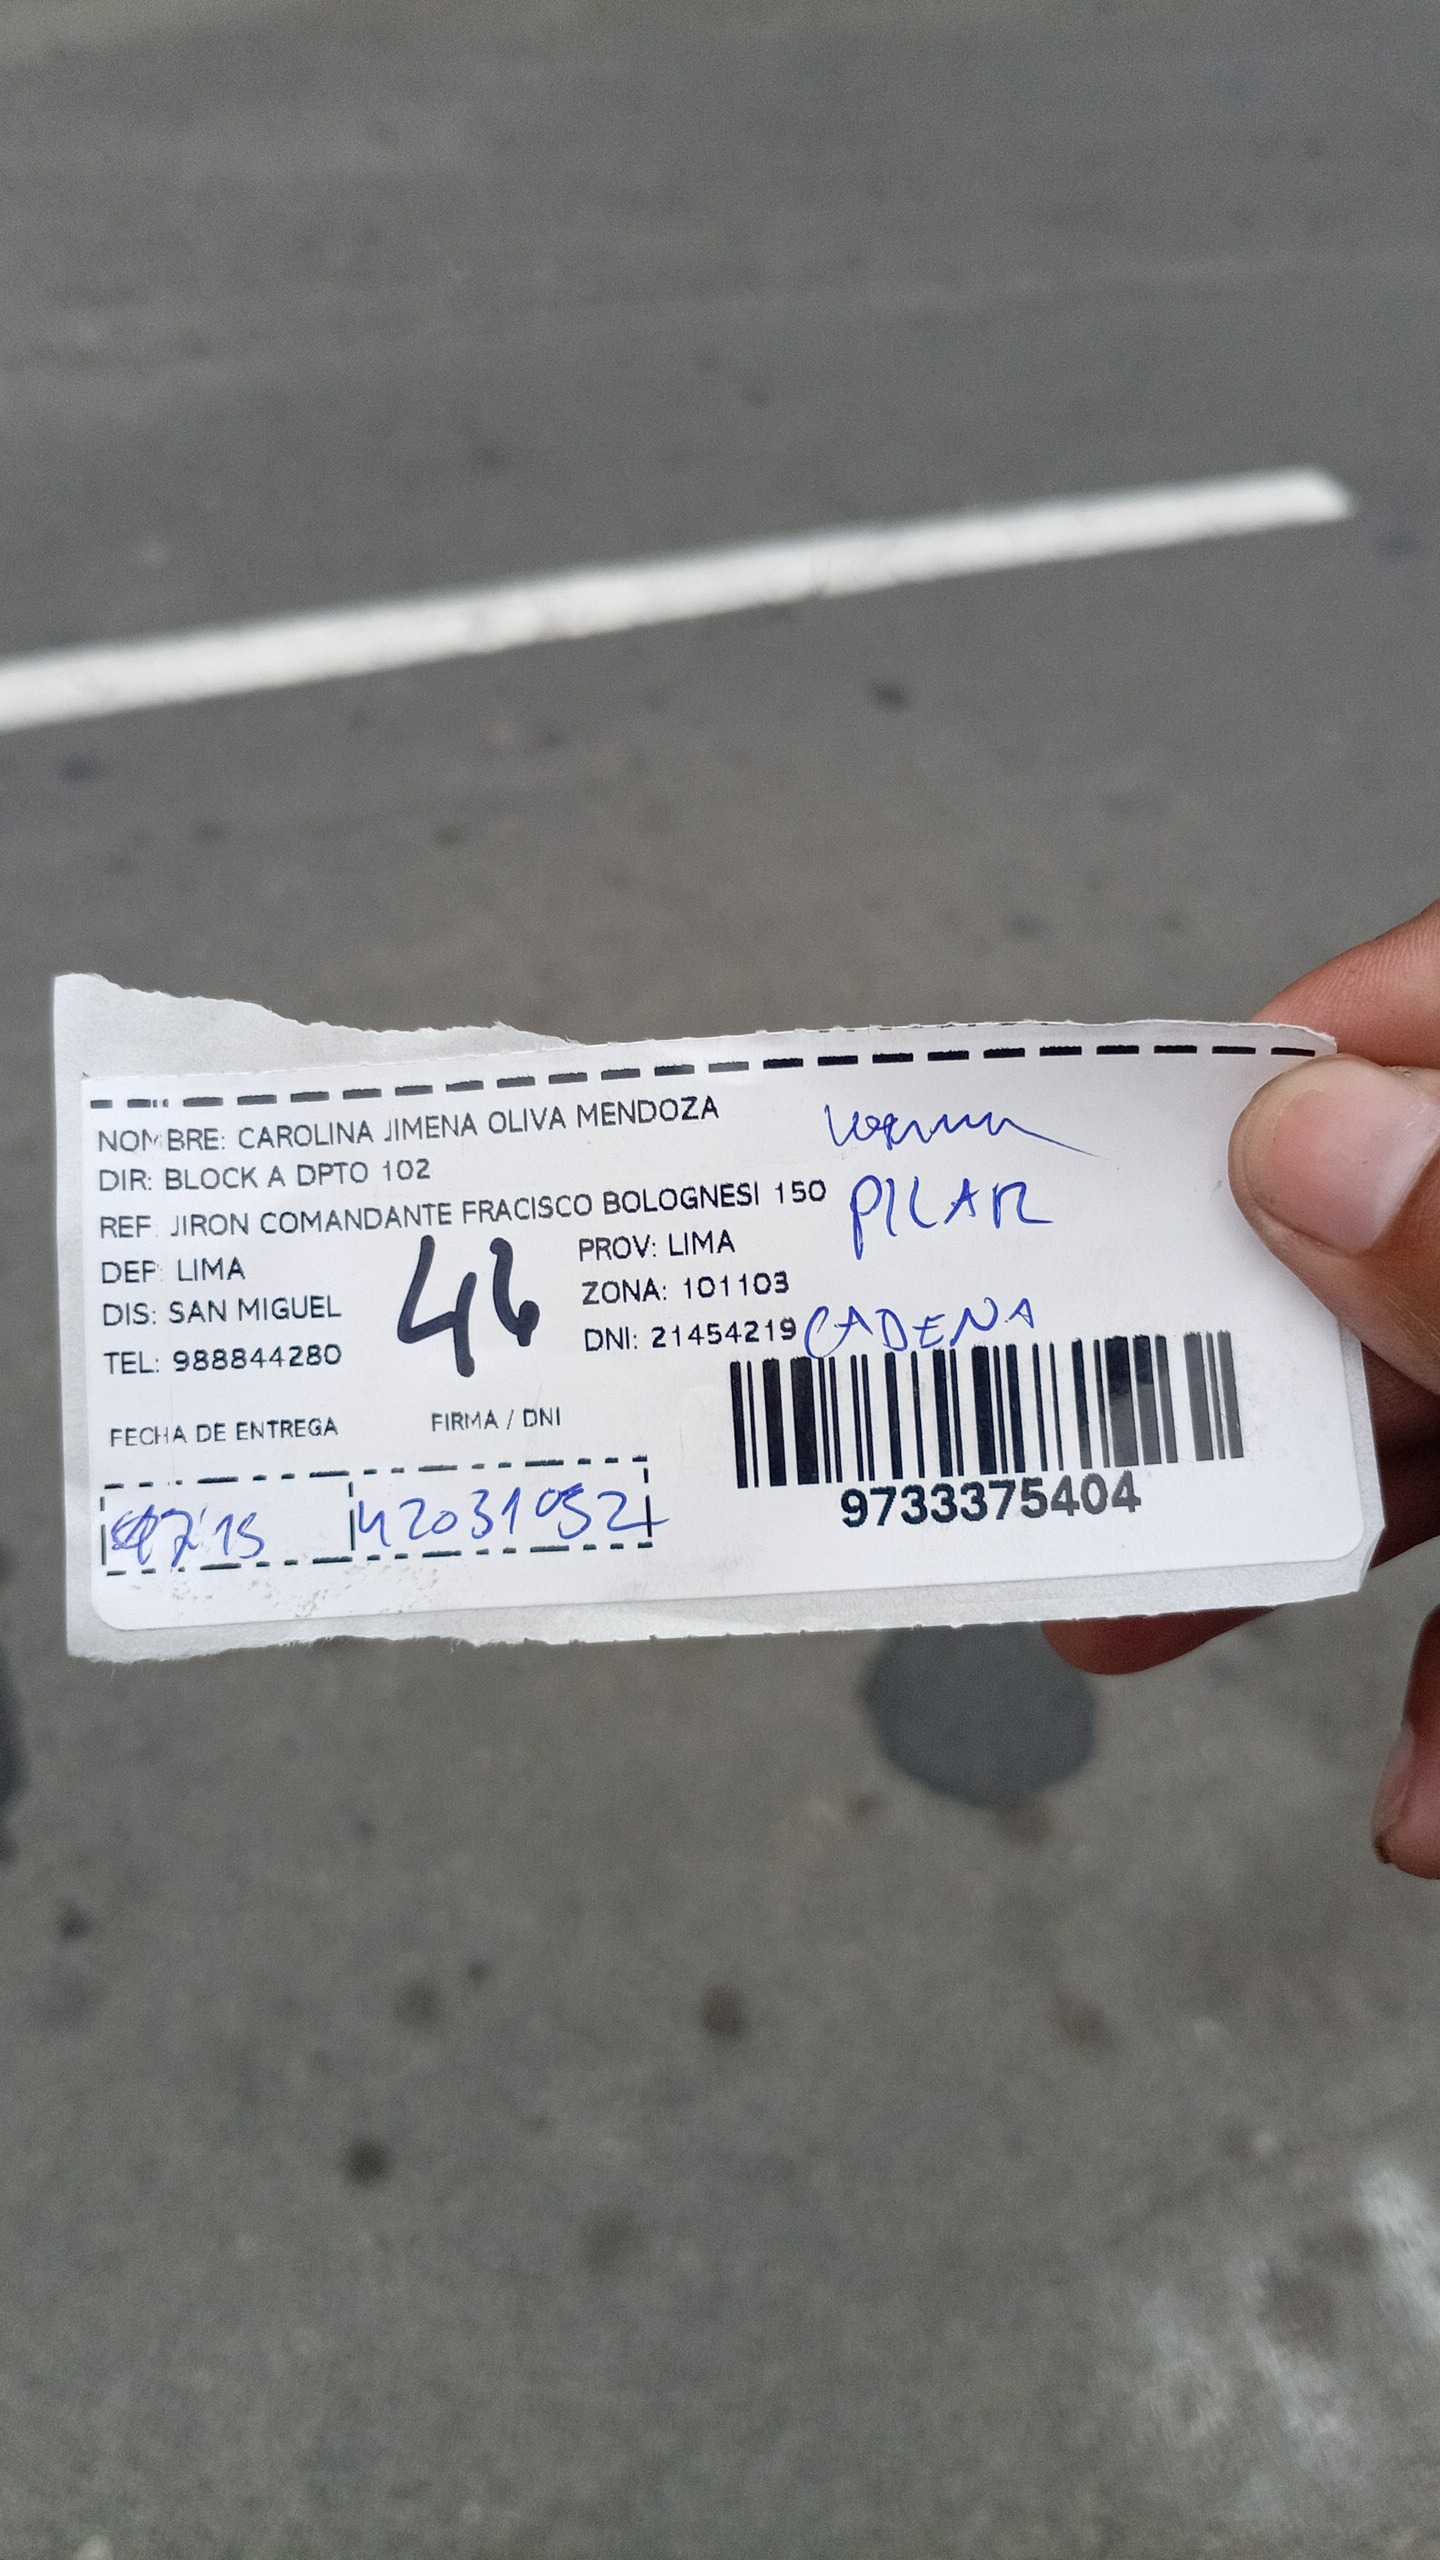 NOMBRE: CAROLINA JIMENA OLIVA MENDOZA
DIR: BLOCK A DPTO 102
REF: JIRON COMANDANTE FRACISCO BOLOGNESI 150
PILAR
DEP: LIMA
PROV: LIMA
46
DIS: SAN MIGUEL
ZONA: 101103
TEL: 988844280
DNI: 21454219
CADENA
FECHA DE ENTREGA
FIRMA / DNI
42031052
9733375404